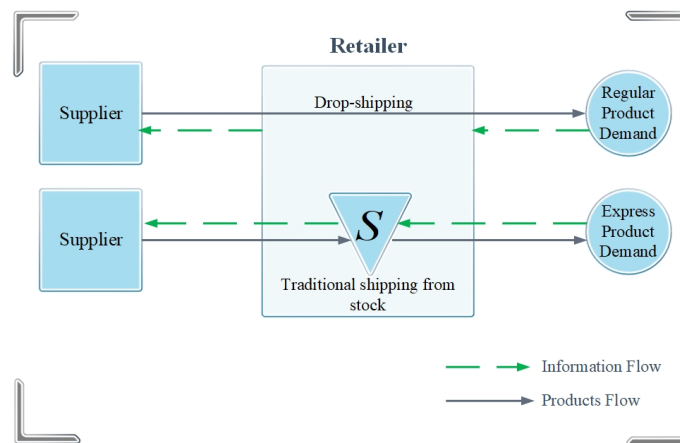 Retailer
Supplier
Drop-shipping
Regular
Product
Demand
Supplier
S
Express
Product
Demand
Traditional shipping from
stock
Information Flow
Products Flow